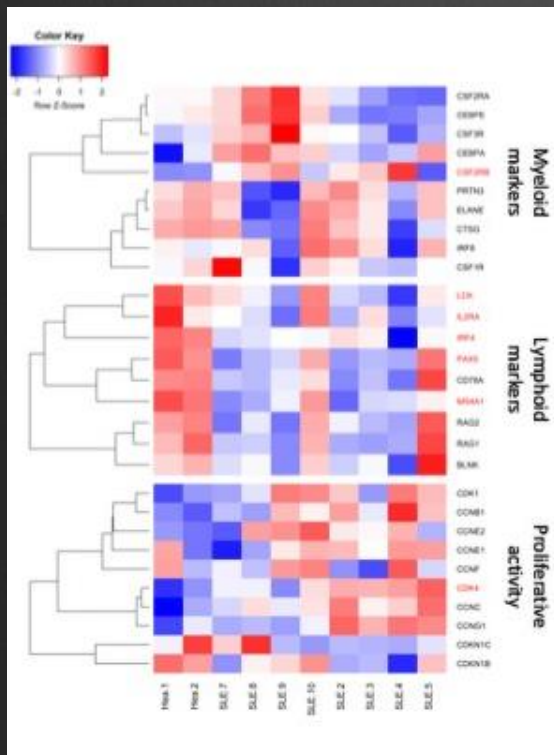 Color Key
-2 -1 0 1 2
Row Z-Score
CSF2RA
CEBPE
CSF3R
CEBPA
CSF2RB
PRTN3
ELANE
CTSG
IRF8
CSF1R
Myeloid
markers
LCK
IL2RA
IRF4
PAX5
CD79A
MS4A1
RAG2
RAG1
BLNK
Lymphoid
markers
CDK1
CCNB1
CCNE2
CCNE1
CCNF
CDK4
CCNC
CCNG1
CDKN1C
CDKN1B
Proliferative
activity
Hea.1
Hea.2
SLE.7
SLE.8
SLE.9
SLE.10
SLE.2
SLE.3
SLE.4
SLE.5